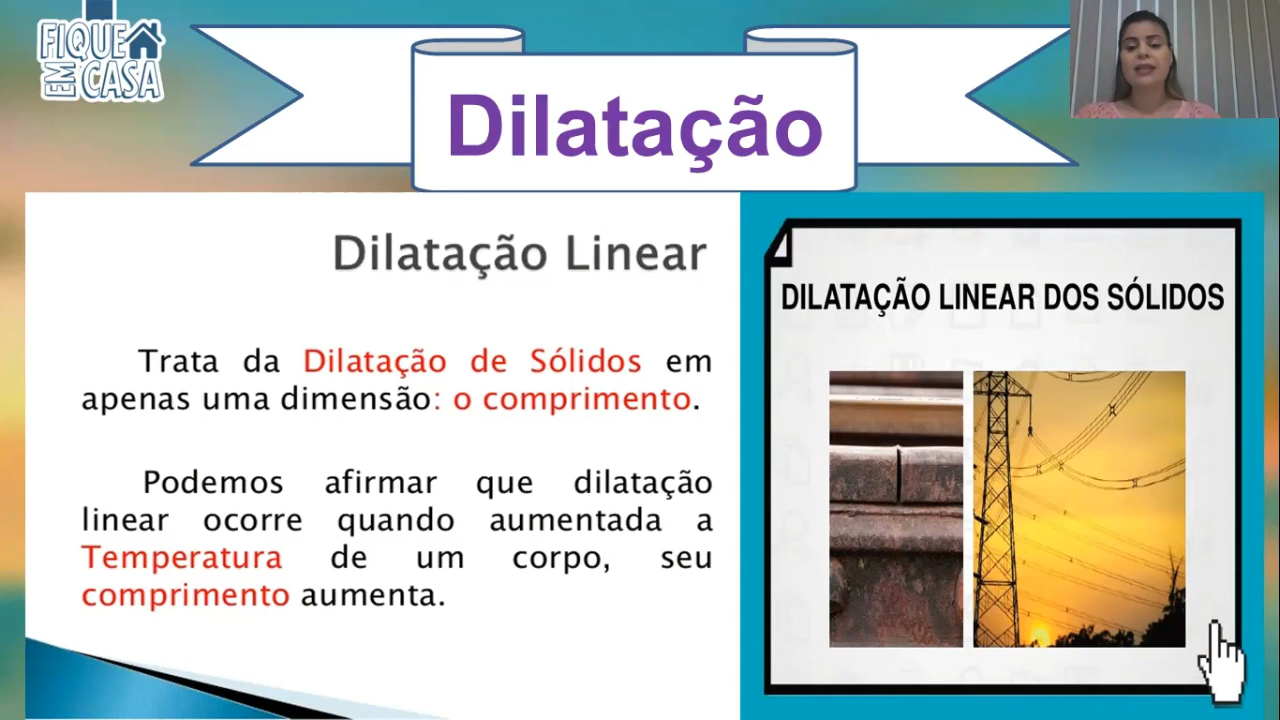 FIQUE
EM CASA
Dilatação
Dilatação Linear
Trata da Dilatação de Sólidos em
apenas uma dimensão: o comprimento.
Podemos afirmar que dilatação
linear ocorre quando aumentada a
Temperatura de um corpo, seu
comprimento aumenta.
DILATAÇÃO LINEAR DOS SÓLIDOS